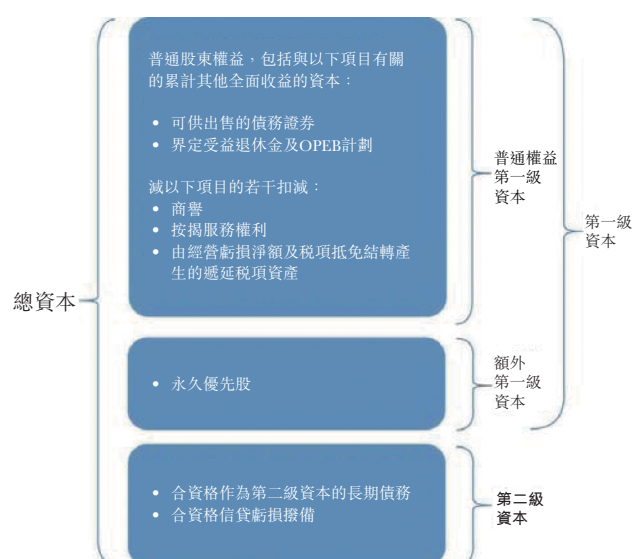 總資本
普通股東權益，包括與以下項目有關
的累計其他全面收益的資本：
• 可供出售的債務證券
• 界定受益退休金及OPEB計劃
減以下項目的若干扣減：
• 商譽
• 按揭服務權利
• 由經營虧損淨額及税項抵免結轉產
生的遞延税項資產
普通權益
第一級
資本
第一級
資本
• 永久優先股
額外
第一級
資本
• 合資格作為第二級資本的長期債務
• 合資格信貸虧損撥備
第二級
資本